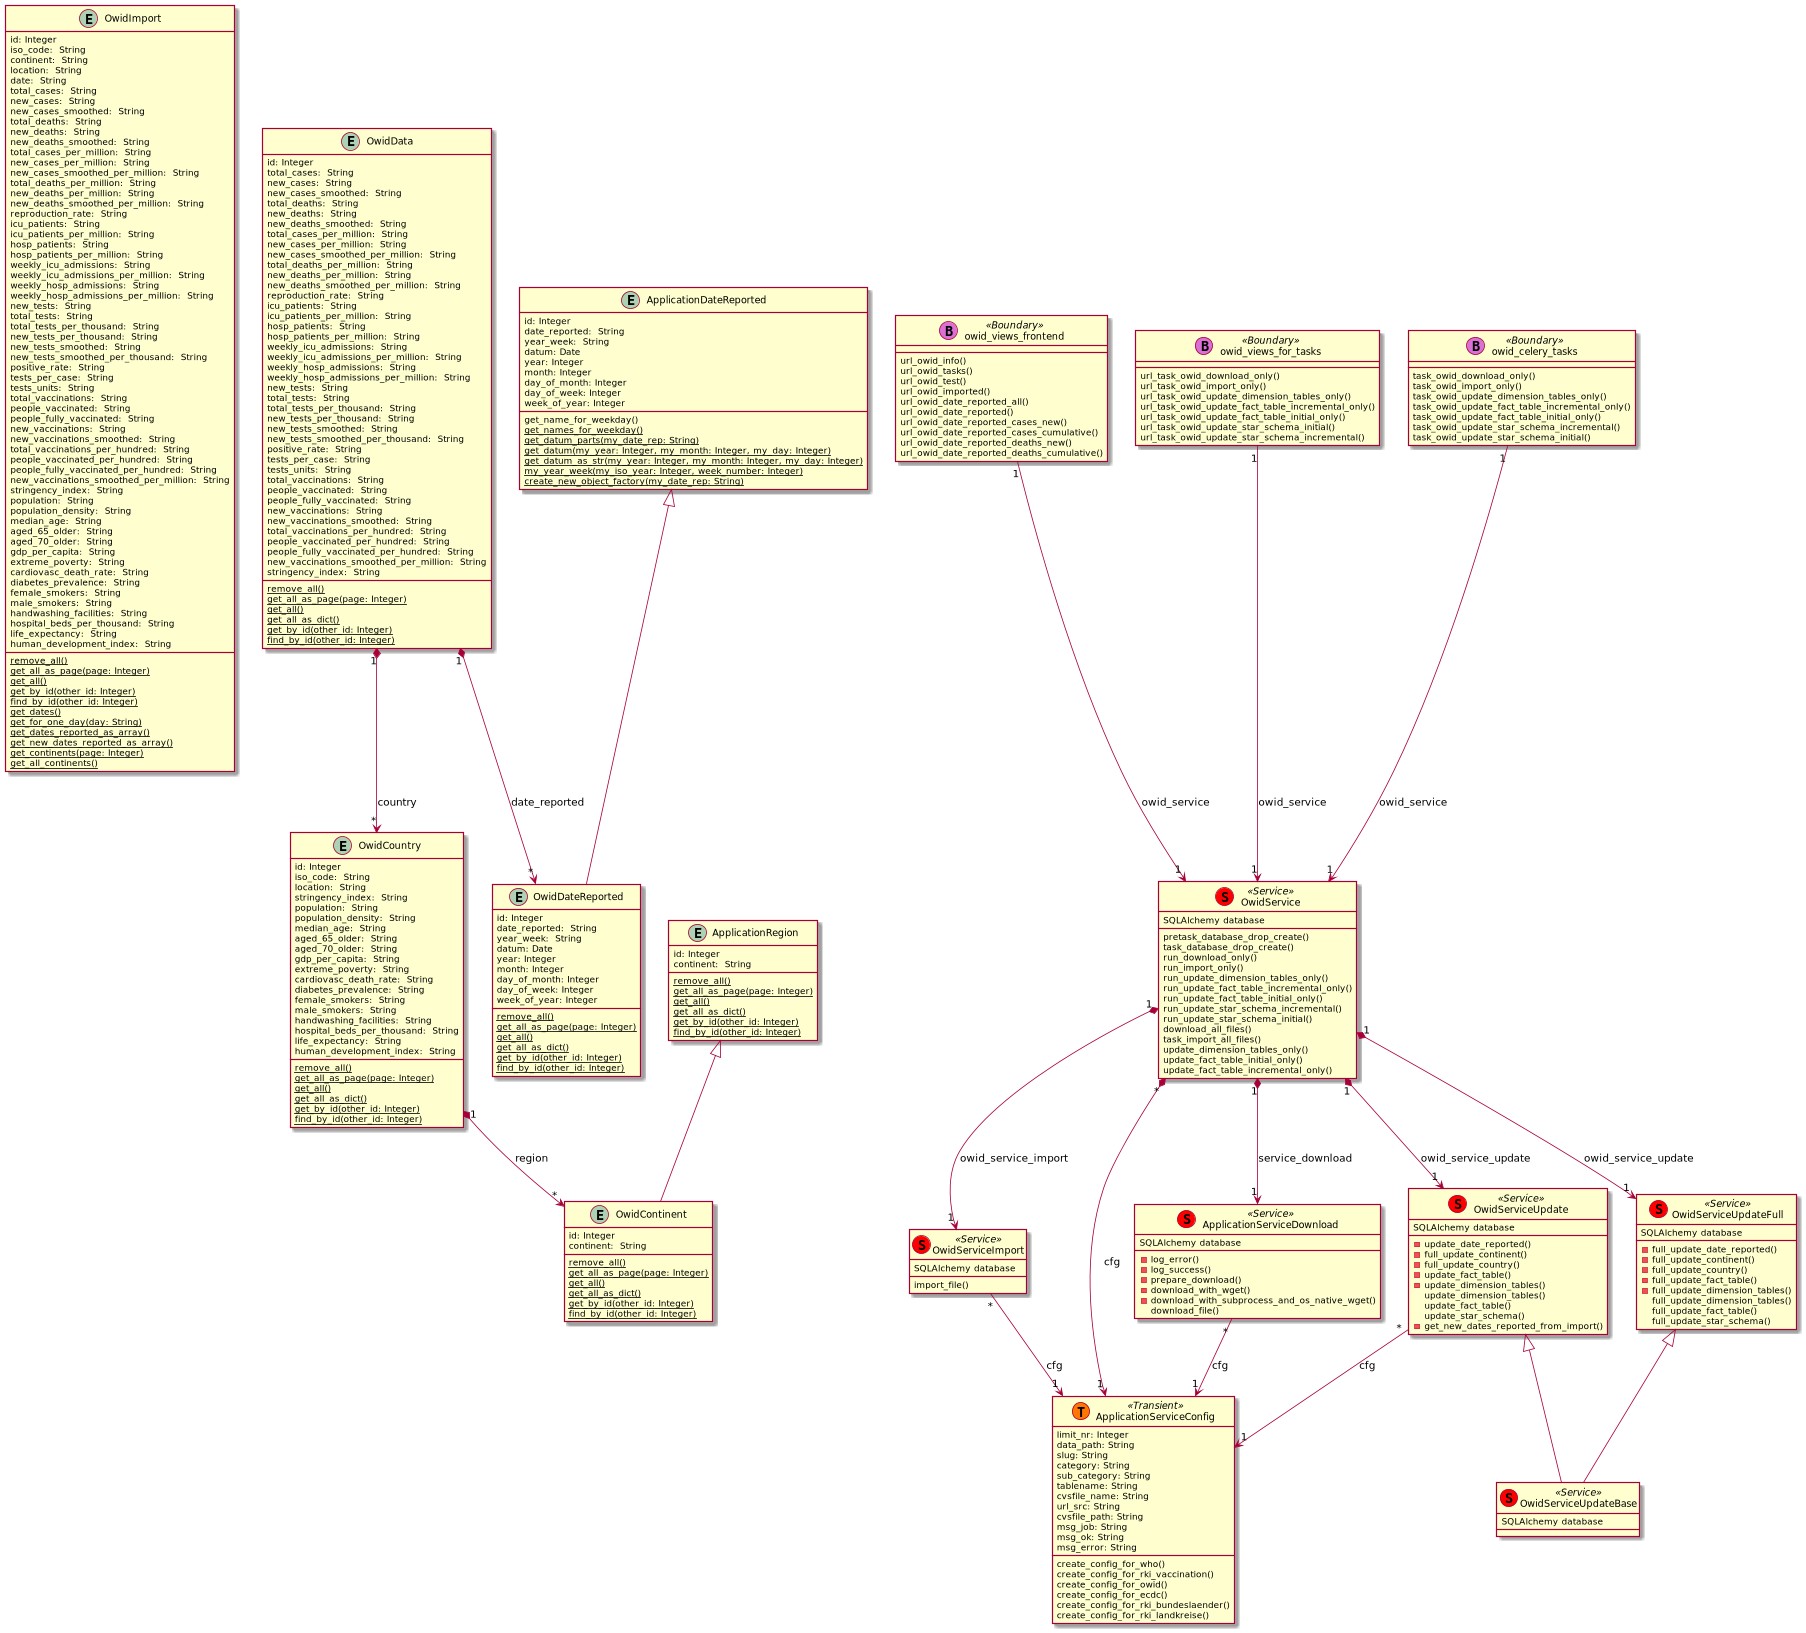 E OwidImport
id: Integer
iso_code: String
continent: String
location: String
date: String
total_cases: String
new_cases: String
new_cases_smoothed: String
total_deaths: String
new_deaths: String
new_deaths_smoothed: String
total_cases_per_million: String
new_cases_per_million: String
new_cases_smoothed_per_million: String
total_deaths_per_million: String
new_deaths_per_million: String
new_deaths_smoothed_per_million: String
reproduction_rate: String
icu_patients: String
icu_patients_per_million: String
hosp_patients: String
hosp_patients_per_million: String
weekly_icu_admissions: String
weekly_icu_admissions_per_million: String
weekly_hosp_admissions: String
weekly_hosp_admissions_per_million: String
new_tests: String
total_tests: String
total_tests_per_thousand: String
new_tests_per_thousand: String
new_tests_smoothed: String
new_tests_smoothed_per_thousand: String
positive_rate: String
tests_per_case: String
tests_units: String
total_vaccinations: String
people_vaccinated: String
people_fully_vaccinated: String
new_vaccinations: String
new_vaccinations_smoothed: String
total_vaccinations_per_hundred: String
people_vaccinated_per_hundred: String
people_fully_vaccinated_per_hundred: String
new_vaccinations_smoothed_per_million: String
stringency_index: String
population: String
population_density: String
median_age: String
aged_65_older: String
aged_70_older: String
gdp_per_capita: String
extreme_poverty: String
cardiovasc_death_rate: String
diabetes_prevalence: String
female_smokers: String
male_smokers: String
handwashing_facilities: String
hospital_beds_per_thousand: String
life_expectancy: String
human_development_index: String
remove_all()
get_all_as_page(page: Integer)
get_all()
get_by_id(other_id: Integer)
find_by_id(other_id: Integer)
get_dates()
get_for_one_day(day: String)
get_dates_reported_as_array()
get_new_dates_reported_as_array()
get_continents(page: Integer)
get_all_continents()
E OwidData
id: Integer
total_cases: String
new_cases: String
new_cases_smoothed: String
total_deaths: String
new_deaths: String
new_deaths_smoothed: String
total_cases_per_million: String
new_cases_per_million: String
new_cases_smoothed_per_million: String
total_deaths_per_million: String
new_deaths_per_million: String
new_deaths_smoothed_per_million: String
reproduction_rate: String
icu_patients: String
icu_patients_per_million: String
hosp_patients: String
hosp_patients_per_million: String
weekly_icu_admissions: String
weekly_icu_admissions_per_million: String
weekly_hosp_admissions: String
weekly_hosp_admissions_per_million: String
new_tests: String
total_tests: String
total_tests_per_thousand: String
new_tests_per_thousand: String
new_tests_smoothed: String
new_tests_smoothed_per_thousand: String
positive_rate: String
tests_per_case: String
tests_units: String
total_vaccinations: String
people_vaccinated: String
people_fully_vaccinated: String
new_vaccinations: String
new_vaccinations_smoothed: String
total_vaccinations_per_hundred: String
people_vaccinated_per_hundred: String
people_fully_vaccinated_per_hundred: String
new_vaccinations_smoothed_per_million: String
stringency_index: String
remove_all()
get_all_as_page(page: Integer)
get_all()
get_all_as_dict()
get_by_id(other_id: Integer)
find_by_id(other_id: Integer)
E ApplicationDateReported
id: Integer
date_reported: String
year_week: String
datum: Date
year: Integer
month: Integer
day_of_month: Integer
day_of_week: Integer
week_of_year: Integer
get_name_for_weekday()
get_names_for_weekday()
get_datum_parts(my_date_rep: String)
get_datum(my_year: Integer, my_month: Integer, my_day: Integer)
get_datum_as_str(my_year: Integer, my_month: Integer, my_day: Integer)
my_year_week(my_iso_year: Integer, week_number: Integer)
create_new_object_factory(my_date_rep: String)
B «Boundary»
owid_views_frontend
url_owid_info()
url_owid_tasks()
url_owid_test()
url_owid_imported()
url_owid_date_reported_all()
url_owid_date_reported()
url_owid_date_reported_cases_new()
url_owid_date_reported_cases_cumulative()
url_owid_date_reported_deaths_new()
url_owid_date_reported_deaths_cumulative()
B «Boundary»
owid_views_for_tasks
url_task_owid_download_only()
url_task_owid_import_only()
url_task_owid_update_dimension_tables_only()
url_task_owid_update_fact_table_incremental_only()
url_task_owid_update_fact_table_initial_only()
url_task_owid_update_star_schema_initial()
url_task_owid_update_star_schema_incremental()
B «Boundary»
owid_celery_tasks
task_owid_download_only()
task_owid_import_only()
task_owid_update_dimension_tables_only()
task_owid_update_fact_table_incremental_only()
task_owid_update_fact_table_initial_only()
task_owid_update_star_schema_incremental()
task_owid_update_star_schema_initial()
1
1
1
1
1
country
date_reported
owid_service
owid_service
owid_service
*
*
1
1
1
E OwidCountry
id: Integer
iso_code: String
location: String
stringency_index: String
population: String
population_density: String
median_age: String
aged_65_older: String
aged_70_older: String
gdp_per_capita: String
extreme_poverty: String
cardiovasc_death_rate: String
diabetes_prevalence: String
female_smokers: String
male_smokers: String
handwashing_facilities: String
hospital_beds_per_thousand: String
life_expectancy: String
human_development_index: String
remove_all()
get_all_as_page(page: Integer)
get_all()
get_all_as_dict()
get_by_id(other_id: Integer)
find_by_id(other_id: Integer)
E OwidDateReported
id: Integer
date_reported: String
year_week: String
datum: Date
year: Integer
month: Integer
day_of_month: Integer
day_of_week: Integer
week_of_year: Integer
remove_all()
get_all_as_page(page: Integer)
get_all()
get_all_as_dict()
get_by_id(other_id: Integer)
find_by_id(other_id: Integer)
E ApplicationRegion
id: Integer
continent: String
remove_all()
get_all_as_page(page: Integer)
get_all()
get_all_as_dict()
get_by_id(other_id: Integer)
find_by_id(other_id: Integer)
S «Service»
OwidService
SQLAlchemy database
pretask_database_drop_create()
task_database_drop_create()
run_download_only()
run_import_only()
run_update_dimension_tables_only()
run_update_fact_table_incremental_only()
run_update_fact_table_initial_only()
run_update_star_schema_incremental()
run_update_star_schema_initial()
download_all_files()
task_import_all_files()
update_dimension_tables_only()
update_fact_table_initial_only()
update_fact_table_incremental_only()
1
1
1
*
1
1
region
owid_service_import
service_download
owid_service_update
owid_service_update
*
1
1
1
1
cfg
E OwidContinent
id: Integer
continent: String
remove_all()
get_all_as_page(page: Integer)
get_all()
get_all_as_dict()
get_by_id(other_id: Integer)
find_by_id(other_id: Integer)
S «Service»
OwidServiceImport
SQLAlchemy database
import_file()
S «Service»
ApplicationServiceDownload
SQLAlchemy database
log_error()
log_success()
prepare_download()
download_with_wget()
download_with_subprocess_and_os_native_wget()
download_file()
S «Service»
OwidServiceUpdate
SQLAlchemy database
update_date_reported()
full_update_continent()
full_update_country()
update_fact_table()
update_dimension_tables()
update_dimension_tables()
update_fact_table()
update_star_schema()
get_new_dates_reported_from_import()
S «Service»
OwidServiceUpdateFull
SQLAlchemy database
full_update_date_reported()
full_update_continent()
full_update_country()
full_update_fact_table()
full_update_dimension_tables()
full_update_dimension_tables()
full_update_fact_table()
full_update_star_schema()
*
*
*
cfg
cfg
cfg
1
1
1
1
T «Transient»
ApplicationServiceConfig
limit_nr: Integer
data_path: String
slug: String
category: String
sub_category: String
tablename: String
cvsfile_name: String
url_src: String
cvsfile_path: String
msg_job: String
msg_ok: String
msg_error: String
create_config_for_who()
create_config_for_rki_vaccination()
create_config_for_owid()
create_config_for_ecdc()
create_config_for_rki_bundeslaender()
create_config_for_rki_landkreise()
S «Service»
OwidServiceUpdateBase
SQLAlchemy database